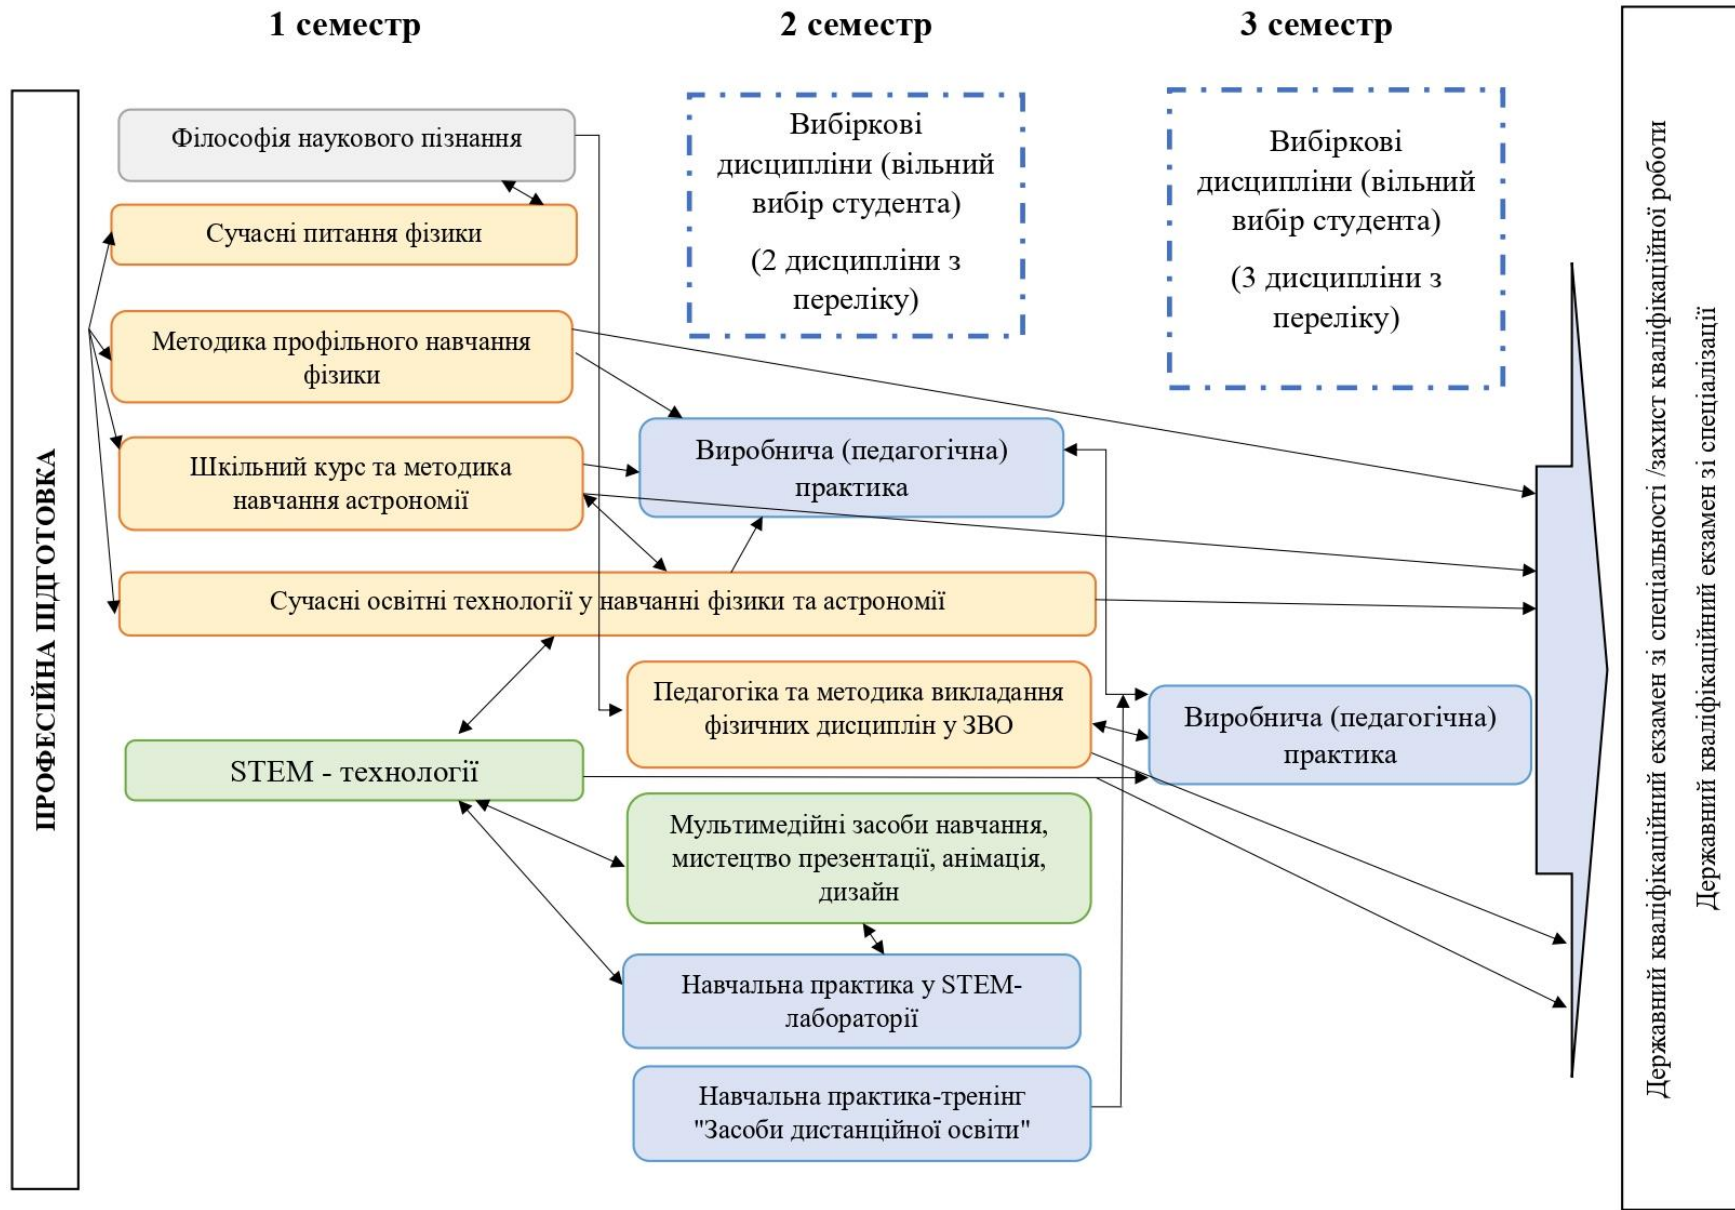 1 семестр
2 семестр
3 семестр
ПРОФЕСІЙНА ПІДГОТОВКА
Філософія наукового пізнання
Сучасні питання фізики
Методика профільного навчання
фізики
Шкільний курс та методика
навчання астрономії
Сучасні освітні технології у навчанні фізики та астрономії
STEM - технології
Вибіркові
дисципліни (вільний
вибір студента)
(2 дисципліни з
переліку)
Виробнича (педагогічна)
практика
Педагогіка та методика викладання
фізичних дисциплін у ЗВО
Мультимедійні засоби навчання,
мистецтво презентації, анімація,
дизайн
Навчальна практика у STEM-
лабораторії
Навчальна практика-тренінг
"Засоби дистанційної освіти"
Вибіркові
дисципліни (вільний
вибір студента)
(3 дисципліни з
переліку)
Виробнича (педагогічна)
практика
Державний кваліфікаційний екзамен зі спеціальності /захист кваліфікаційної роботи
Державний кваліфікаційний екзамен зі спеціалізації